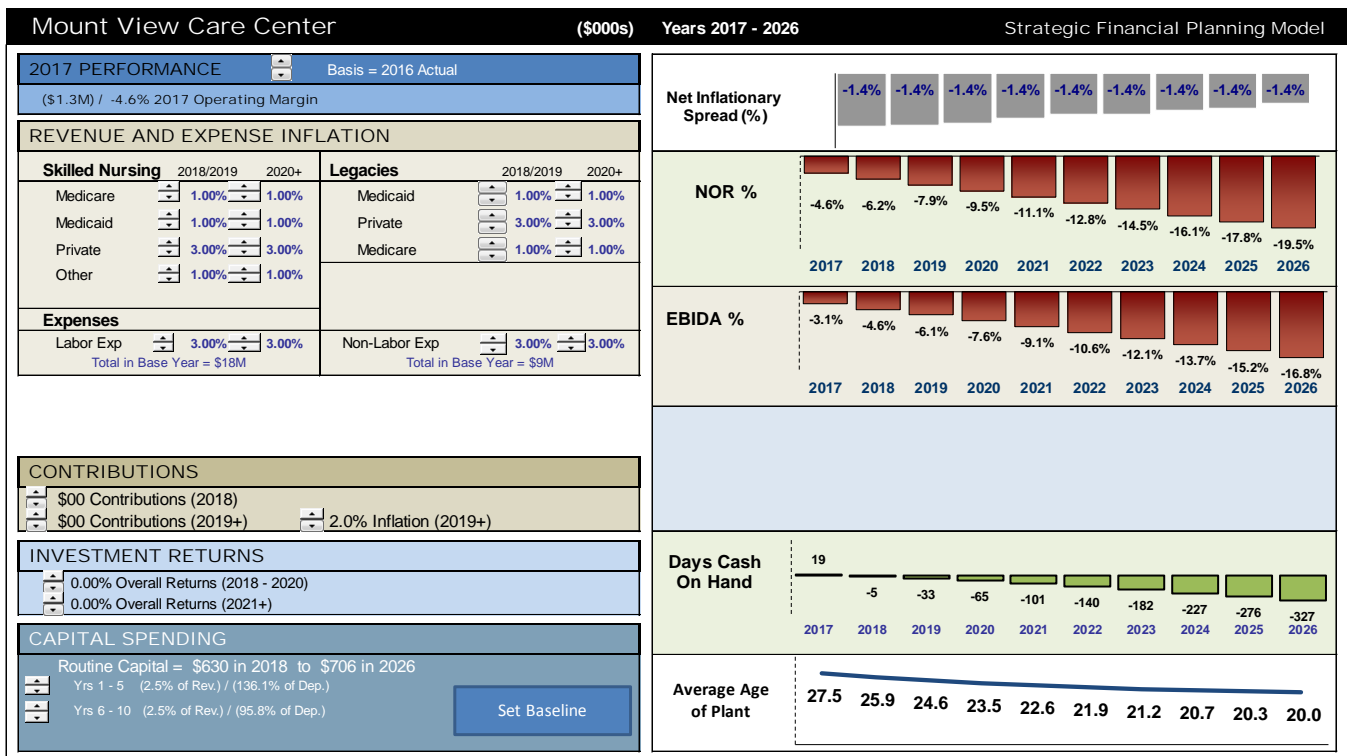 Mount View Care Center ($000s) Years 2017 - 2026 Strategic Financial Planning Model
2017 PERFORMANCE Basis = 2016 Actual
($1.3M) / -4.6% 2017 Operating Margin
REVENUE AND EXPENSE INFLATION
Skilled Nursing 2018/2019 2020+
Medicare 1.00% 1.00%
Medicaid 1.00% 1.00%
Private 3.00% 3.00%
Other 1.00% 1.00%
Legacies 2018/2019 2020+
Medicaid 1.00% 1.00%
Private 3.00% 3.00%
Medicare 1.00% 1.00%
Expenses
Labor Exp 3.00% 3.00%
Total in Base Year = $18M
Non-Labor Exp 3.00% 3.00%
Total in Base Year = $9M
CONTRIBUTIONS
$00 Contributions (2018)
$00 Contributions (2019+) 2.0% Inflation (2019+)
INVESTMENT RETURNS
0.00% Overall Returns (2018 - 2020)
0.00% Overall Returns (2021+)
CAPITAL SPENDING
Routine Capital = $630 in 2018 to $706 in 2026
Yrs 1 - 5 (2.5% of Rev.) / (136.1% of Dep.)
Yrs 6 - 10 (2.5% of Rev.) / (95.8% of Dep.)
Set Baseline
Net Inflationary
Spread (%)
-1.4% -1.4% -1.4% -1.4% -1.4% -1.4% -1.4% -1.4% -1.4%
NOR %
-4.6% -6.2% -7.9% -9.5% -11.1% -12.8% -14.5% -16.1% -17.8% -19.5%
2017 2018 2019 2020 2021 2022 2023 2024 2025 2026
EBIDA %
-3.1% -4.6% -6.1% -7.6% -9.1% -10.6% -12.1% -13.7% -15.2% -16.8%
2017 2018 2019 2020 2021 2022 2023 2024 2025 2026
Days Cash
On Hand
19 -5 -33 -65 -101 -140 -182 -227 -276 -327
2017 2018 2019 2020 2021 2022 2023 2024 2025 2026
Average Age
of Plant
27.5 25.9 24.6 23.5 22.6 21.9 21.2 20.7 20.3 20.0